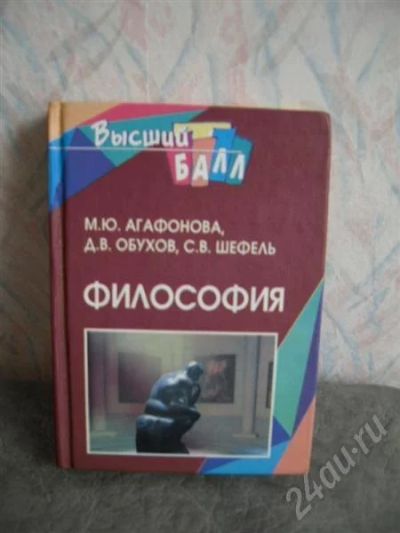 Высший
БАЛЛ
М.Ю. АГАФОНОВА,
Д.В. ОБУХОВ, С.В. ШЕФЕЛЬ
ФИЛОСОФИЯ
24au.ru